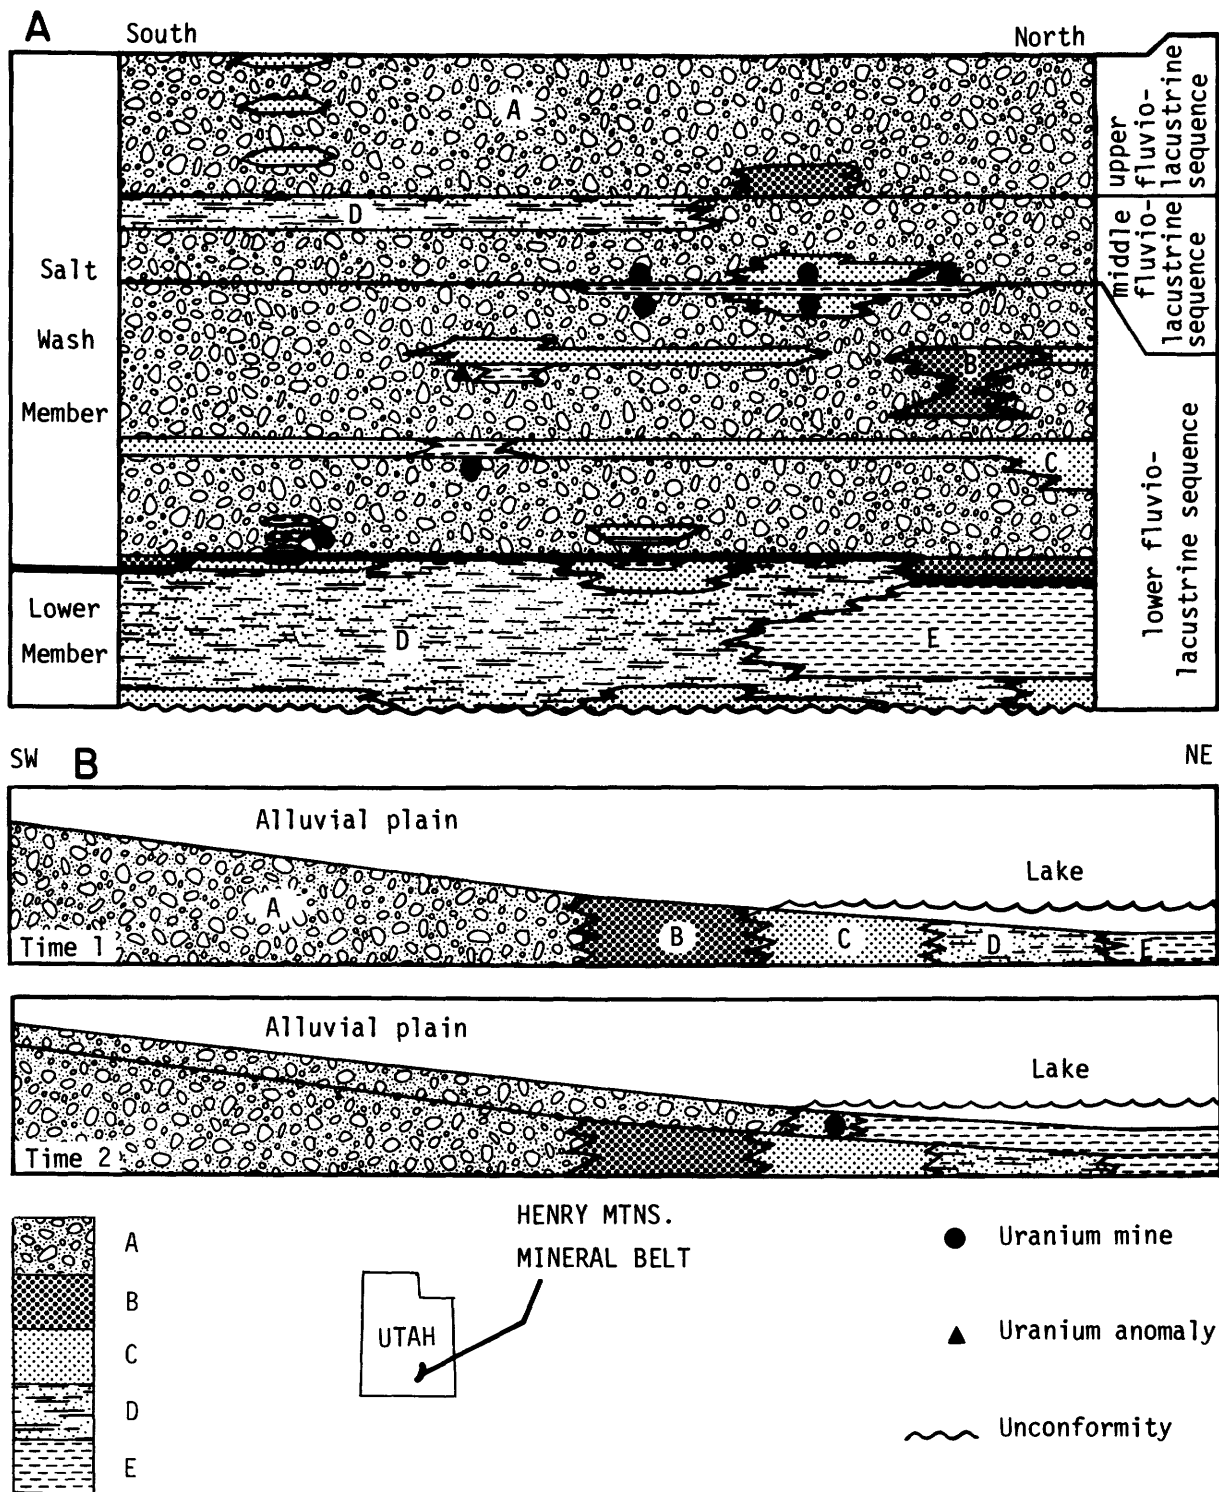 A
South
North
A
D
B
C
D
E
Salt
Wash
Member
Lower
Member
upper
fluvio-
lacustrine
sequence
middle
fluvio-
lacustrine
sequence
lower fluvio-
lacustrine sequence
SW
B
NE
Alluvial plain
Lake
A
B
C
D
E
Time 1
Alluvial plain
Lake
Time 2
A
B
C
D
E
HENRY MTNS.
MINERAL BELT
UTAH
Uranium mine
Uranium anomaly
Unconformity